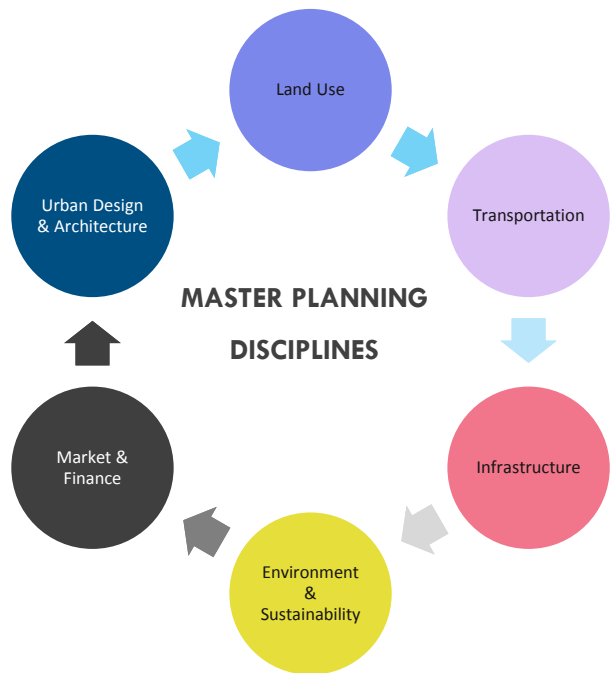 Land Use
Transportation
Infrastructure
Environment
&
Sustainability
Market &
Finance
Urban Design
& Architecture
MASTER PLANNING
DISCIPLINES